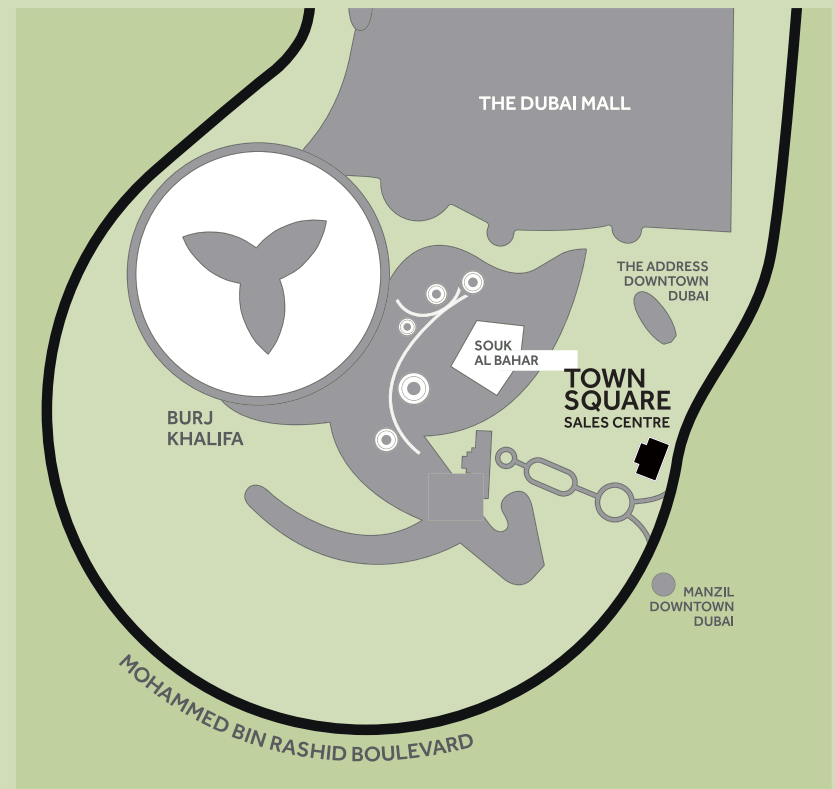 THE DUBAI MALL
THE ADDRESS
DOWNTOWN
DUBAI
SOUK
AL BAHAR
TOWN
SQUARE
SALES CENTRE
BURJ
KHALIFA
MANZIL
DOWNTOWN
DUBAI
MOHAMMED BIN RASHID BOULEVARD